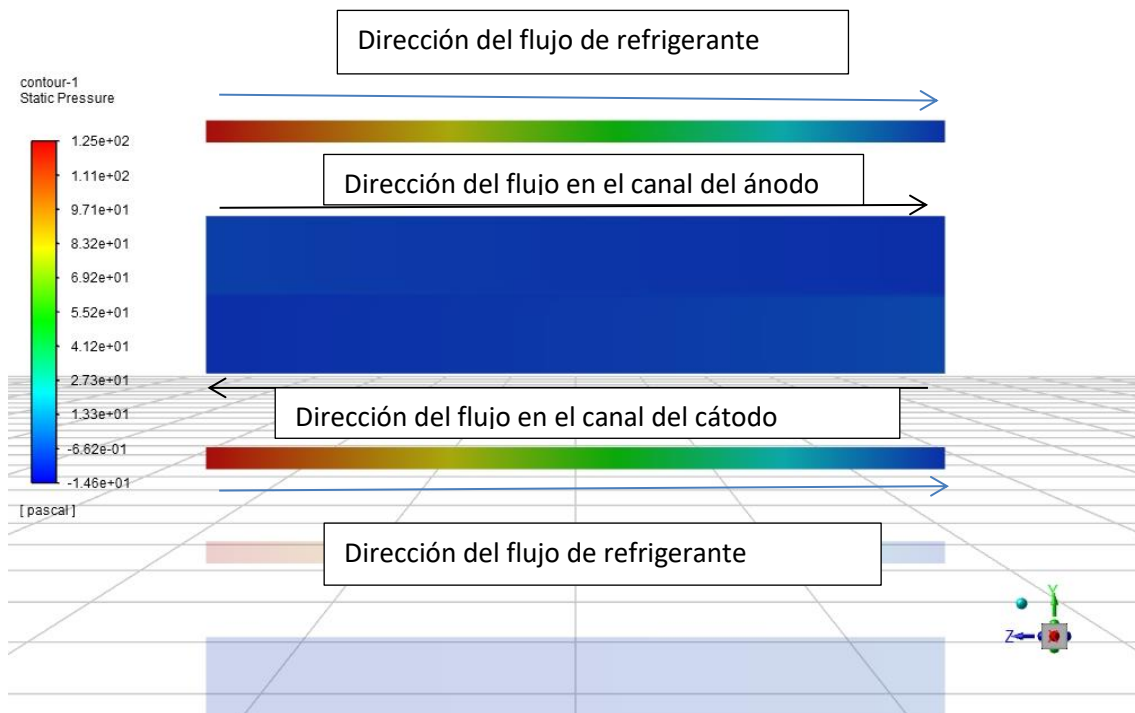 Dirección del flujo de refrigerante
contour-1
Static Pressure
1.25e+02
1.11e+02
9.71e+01
8.32e+01
6.92e+01
5.52e+01
4.12e+01
2.73e+01
1.33e+01
-6.62e-01
-1.46e+01
[ pascal ]
Dirección del flujo en el canal del ánodo
Dirección del flujo en el canal del cátodo
Dirección del flujo de refrigerante
Y
Z